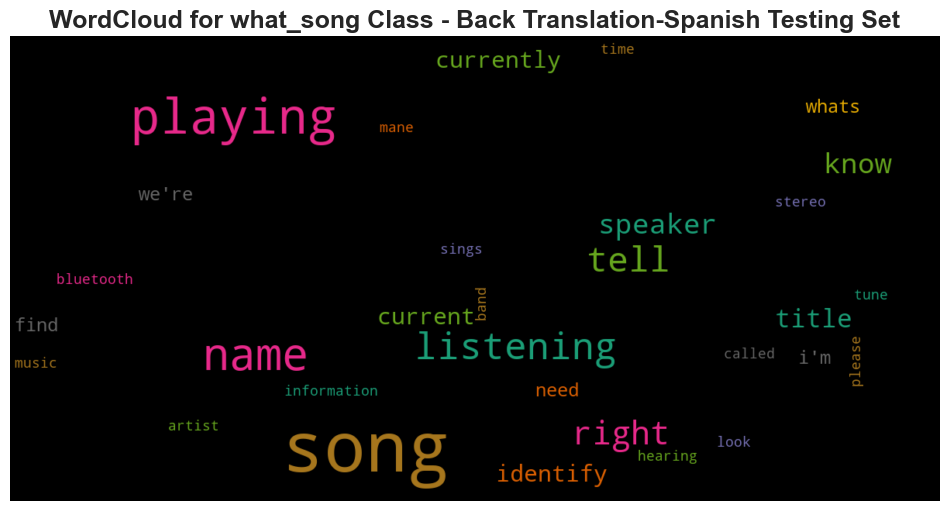 WordCloud for what_song Class - Back Translation-Spanish Testing Set
time
currently
playing
whats
mane
know
we're
stereo
speaker
sings
tell
bluetooth
tune
band
current
title
find
listening
name
called
i'm
please
music
information
need
artist
right
song
look
hearing
identify